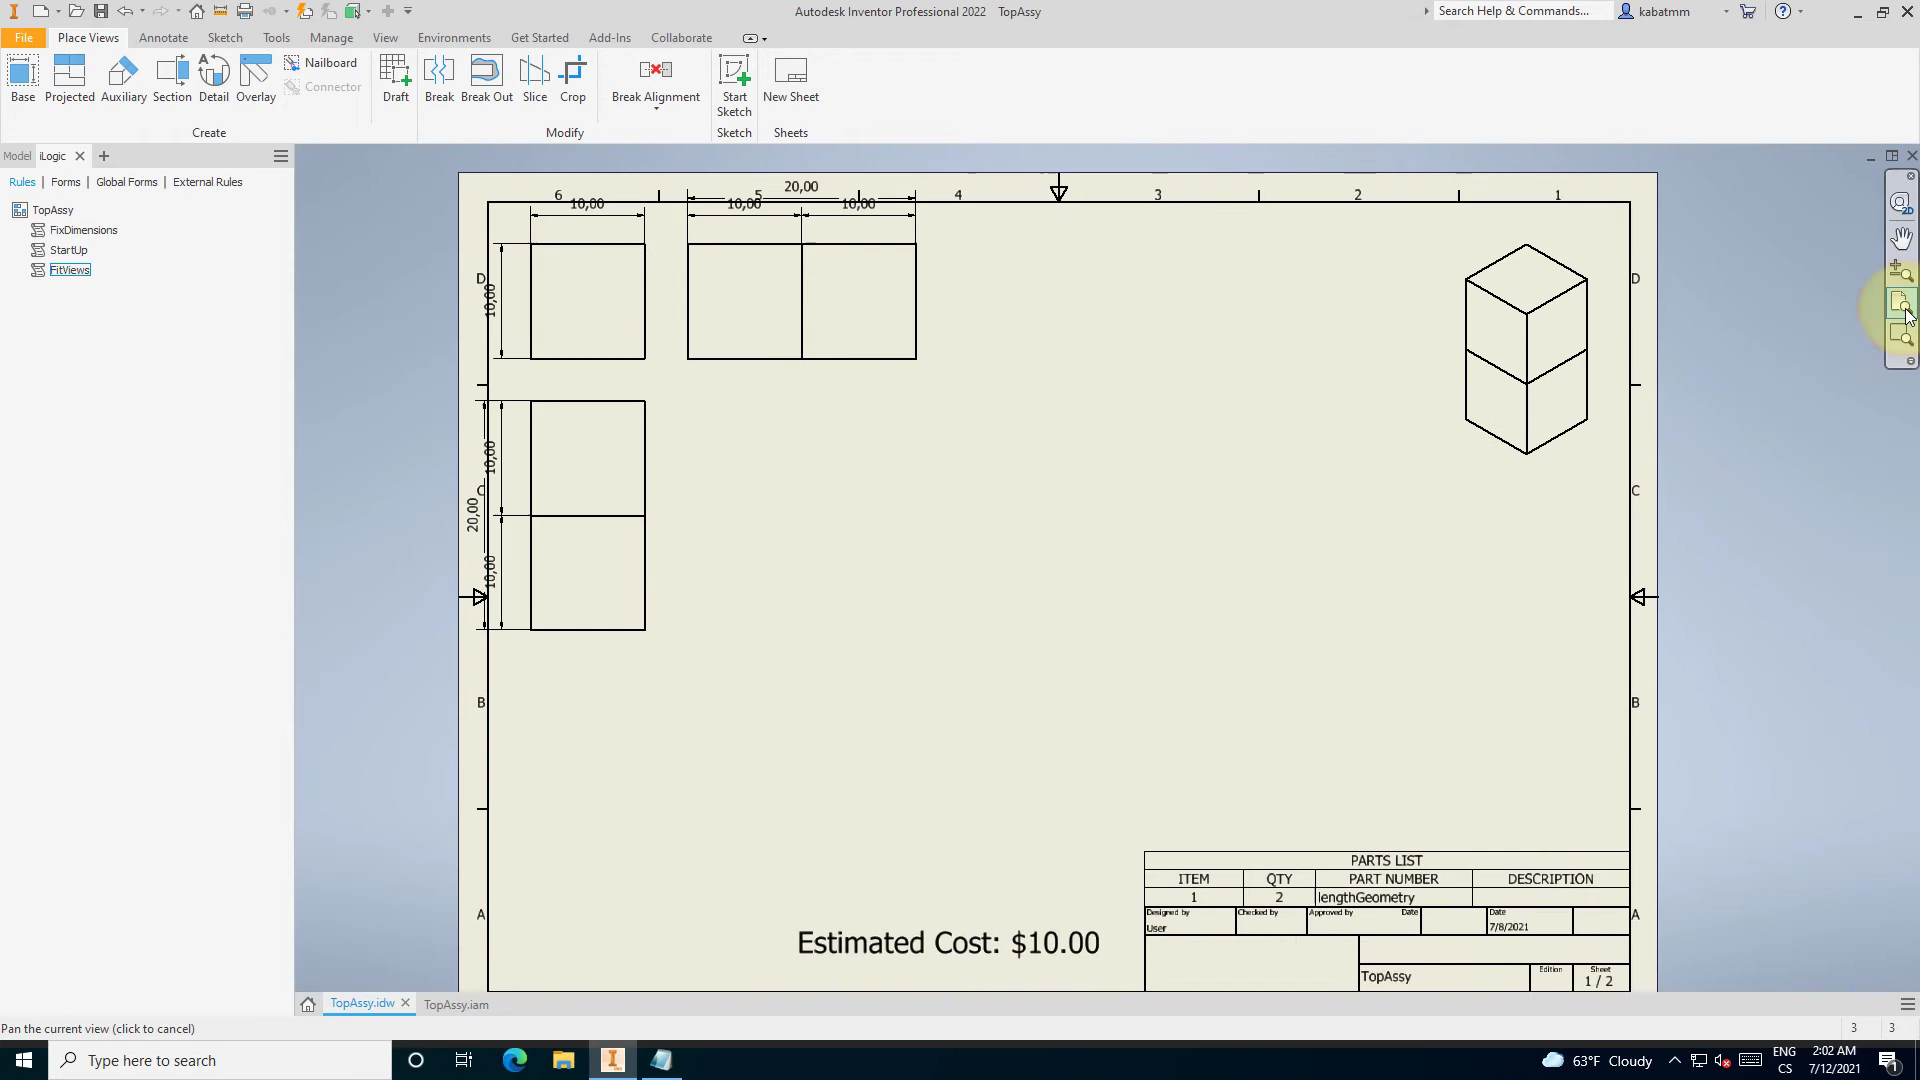 Autodesk Inventor Professional 2022 TopAssy
Search Help & Commands...
kabatmm
File
Place Views
Annotate
Sketch
Tools
Manage
View
Environments
Get Started
Add-Ins
Collaborate
Base
Projected
Auxiliary
Section
Detail
Overlay
Nailboard
Connector
Draft
Break
Break Out
Slice
Crop
Break Alignment
Start
Sketch
New Sheet
Create
Modify
Sketch
Sheets
Model
iLogic
Rules
Forms
Global Forms
External Rules
TopAssy
FixDimensions
StartUp
FitViews
6
5
4
3
2
1
20,00
10,00
10,00
10,00
D
D
10,00
10,00
C
C
20,00
10,00
B
B
A
A
PARTS LIST
ITEM QTY PART NUMBER DESCRIPTION
1 2 lengthGeometry
Designed by Checked by Approved by Date Date
User 7/8/2021
Edition Sheet
TopAssy 1 / 2
Estimated Cost: $10.00
2D
TopAssy.idw
TopAssy.iam
Pan the current view (click to cancel)
3 3
Type here to search
63°F Cloudy
ENG
CS
2:02 AM
7/12/2021
1